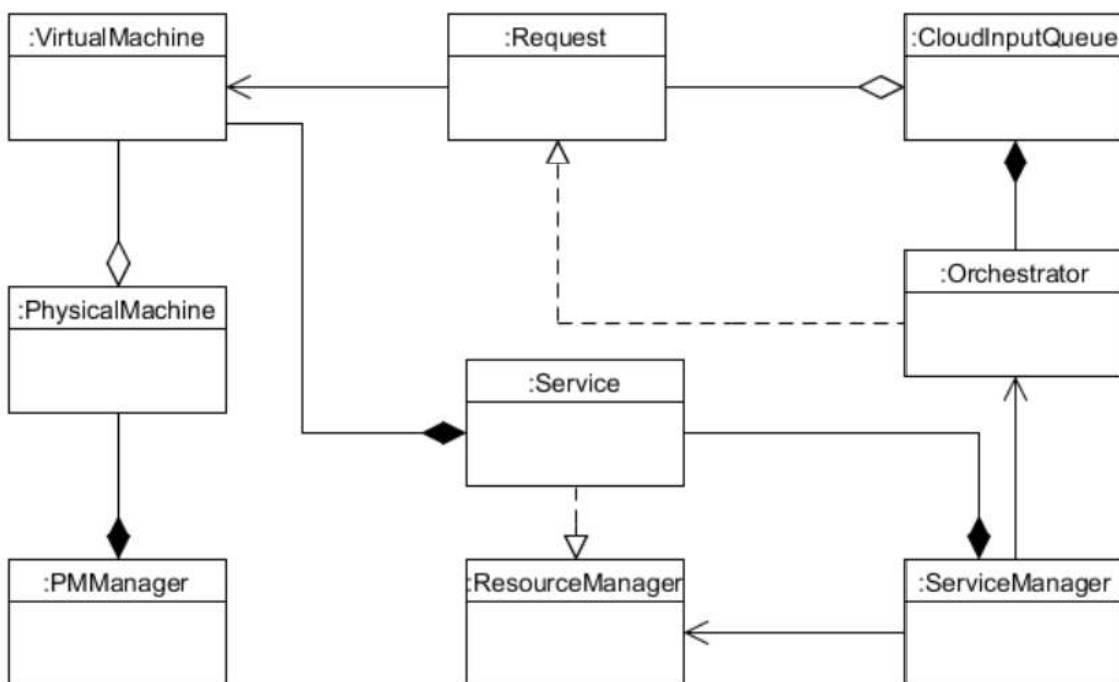 :VirtualMachine
:Request
:CloudInputQueue
:Orchestrator
:PhysicalMachine
:Service
:PMManager
:ResourceManager
:ServiceManager